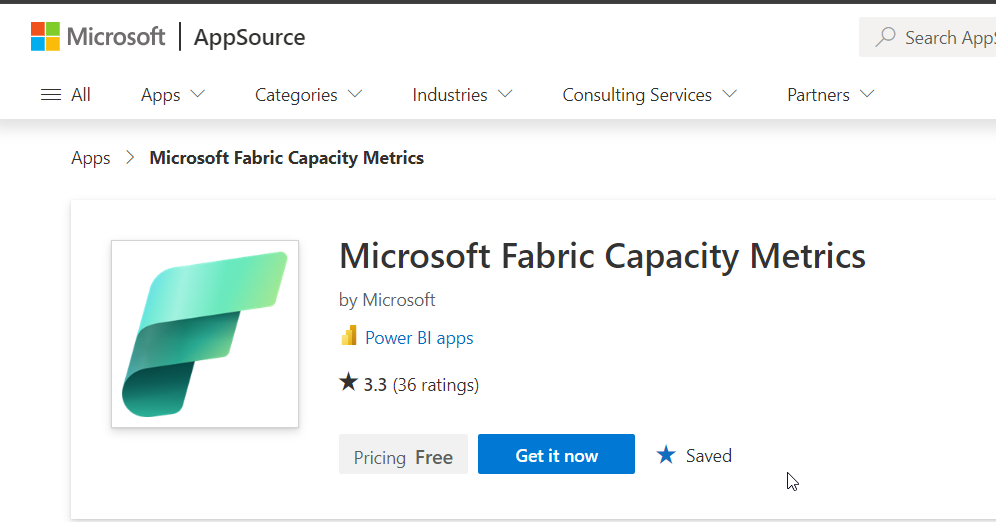 Microsoft | AppSource
Search App
All Apps Categories Industries Consulting Services Partners
Apps > Microsoft Fabric Capacity Metrics
Microsoft Fabric Capacity Metrics
by Microsoft
Power BI apps
★ 3.3 (36 ratings)
Pricing Free Get it now ★ Saved